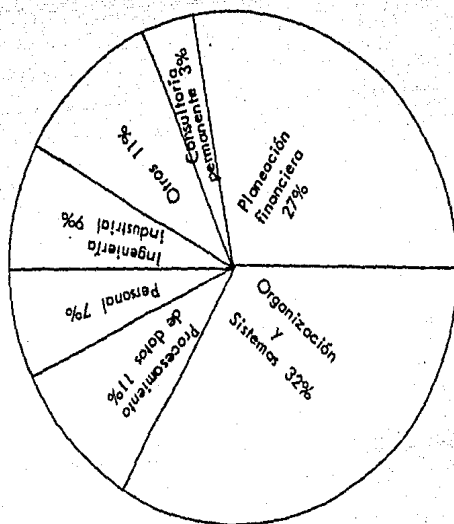 Planeación
financiera
27%
Organización
y
Sistemas 32%
Procesamiento
de datos
11%
Personal 7%
Ingeniería
industrial 9%
Otros 11%
Consultoría
permanente 3%